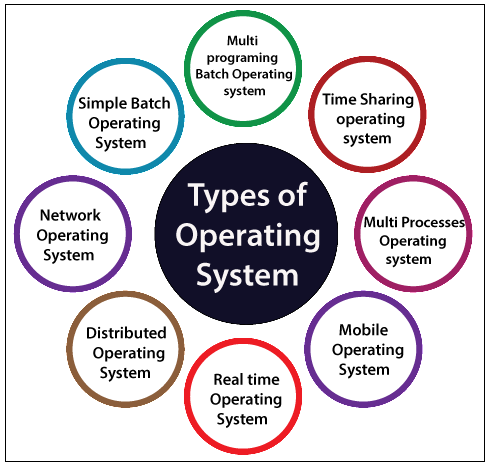 Multi
programing
Batch Operating
system
Time Sharing
operating
system
Multi Processes
Operating
system
Mobile
Operating
System
Real time
Operating
System
Distributed
Operating
System
Network
Operating
System
Simple Batch
Operating
System
Types of
Operating
System